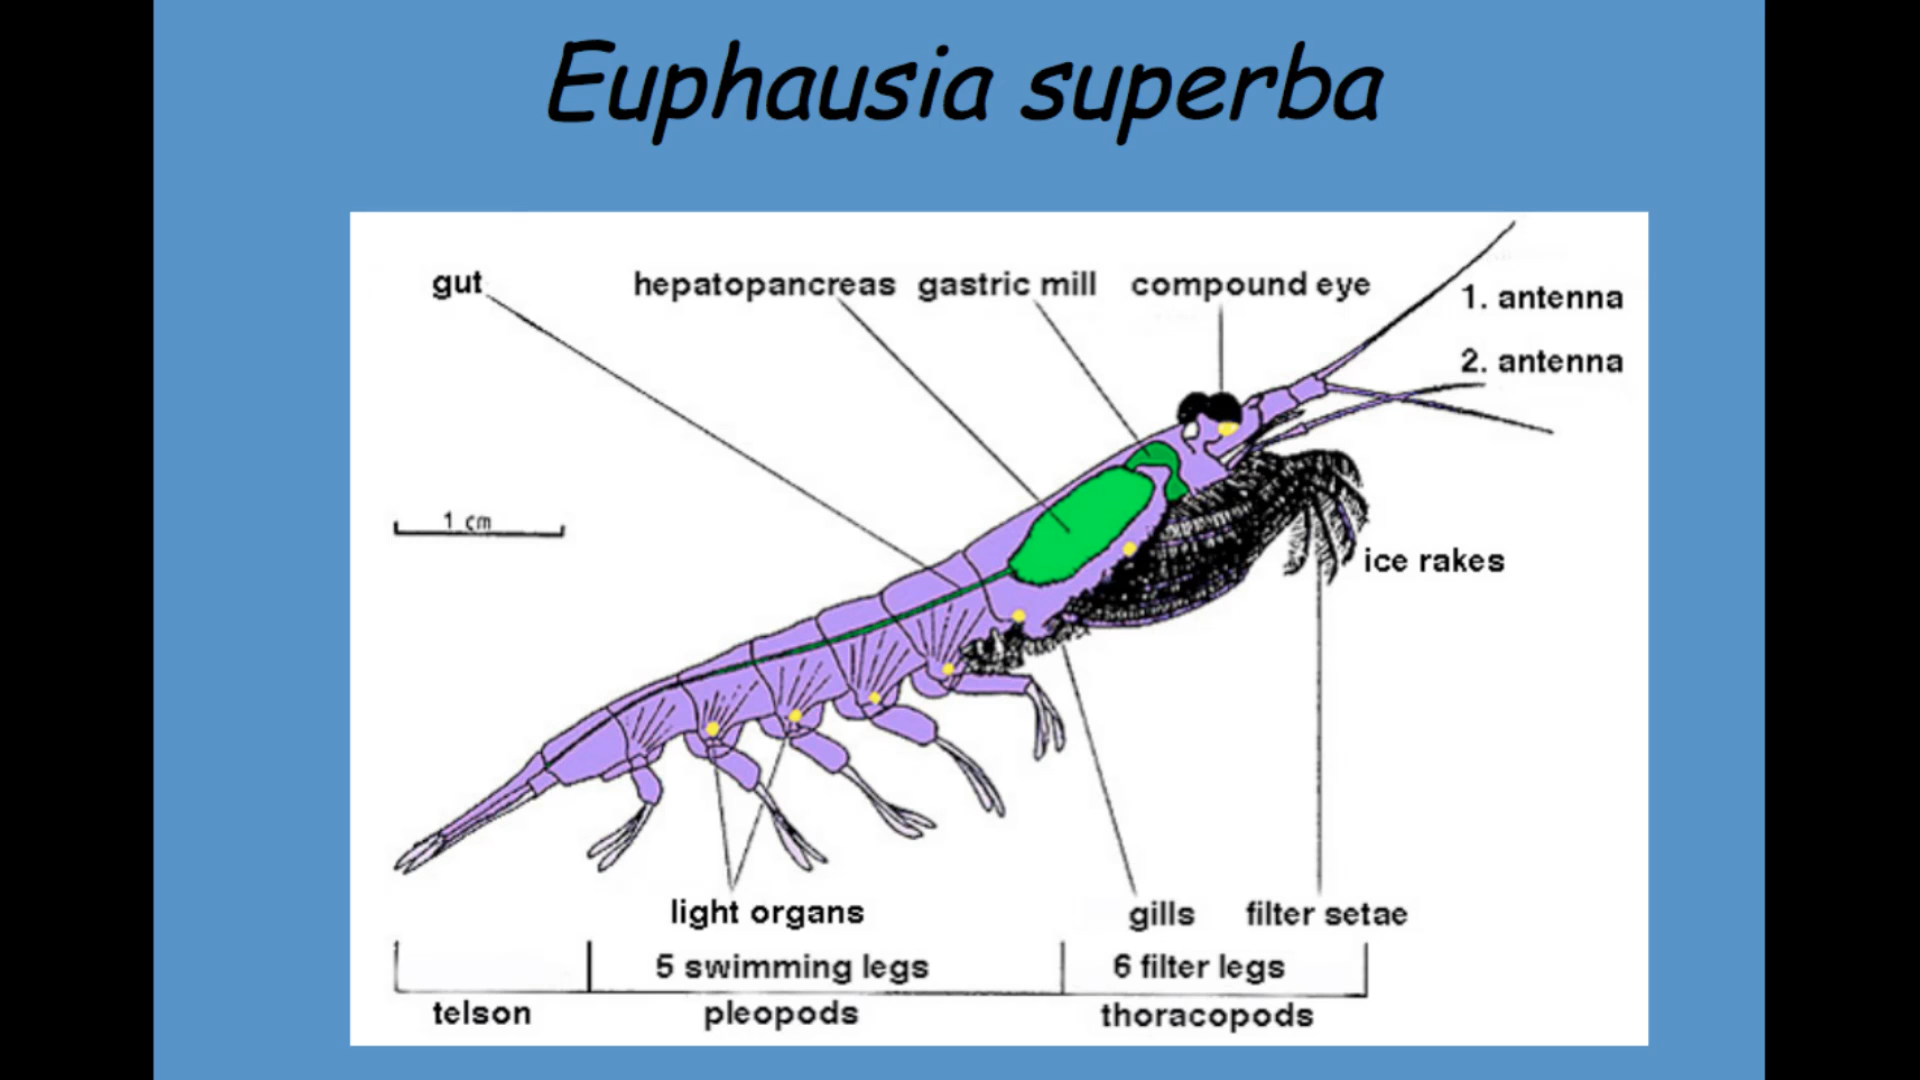 Euphausia superba
gut
hepatopancreas
gastric mill
compound eye
1. antenna
2. antenna
1 cm
ice rakes
light organs
gills
filter setae
5 swimming legs
6 filter legs
telson
pleopods
thoracopods